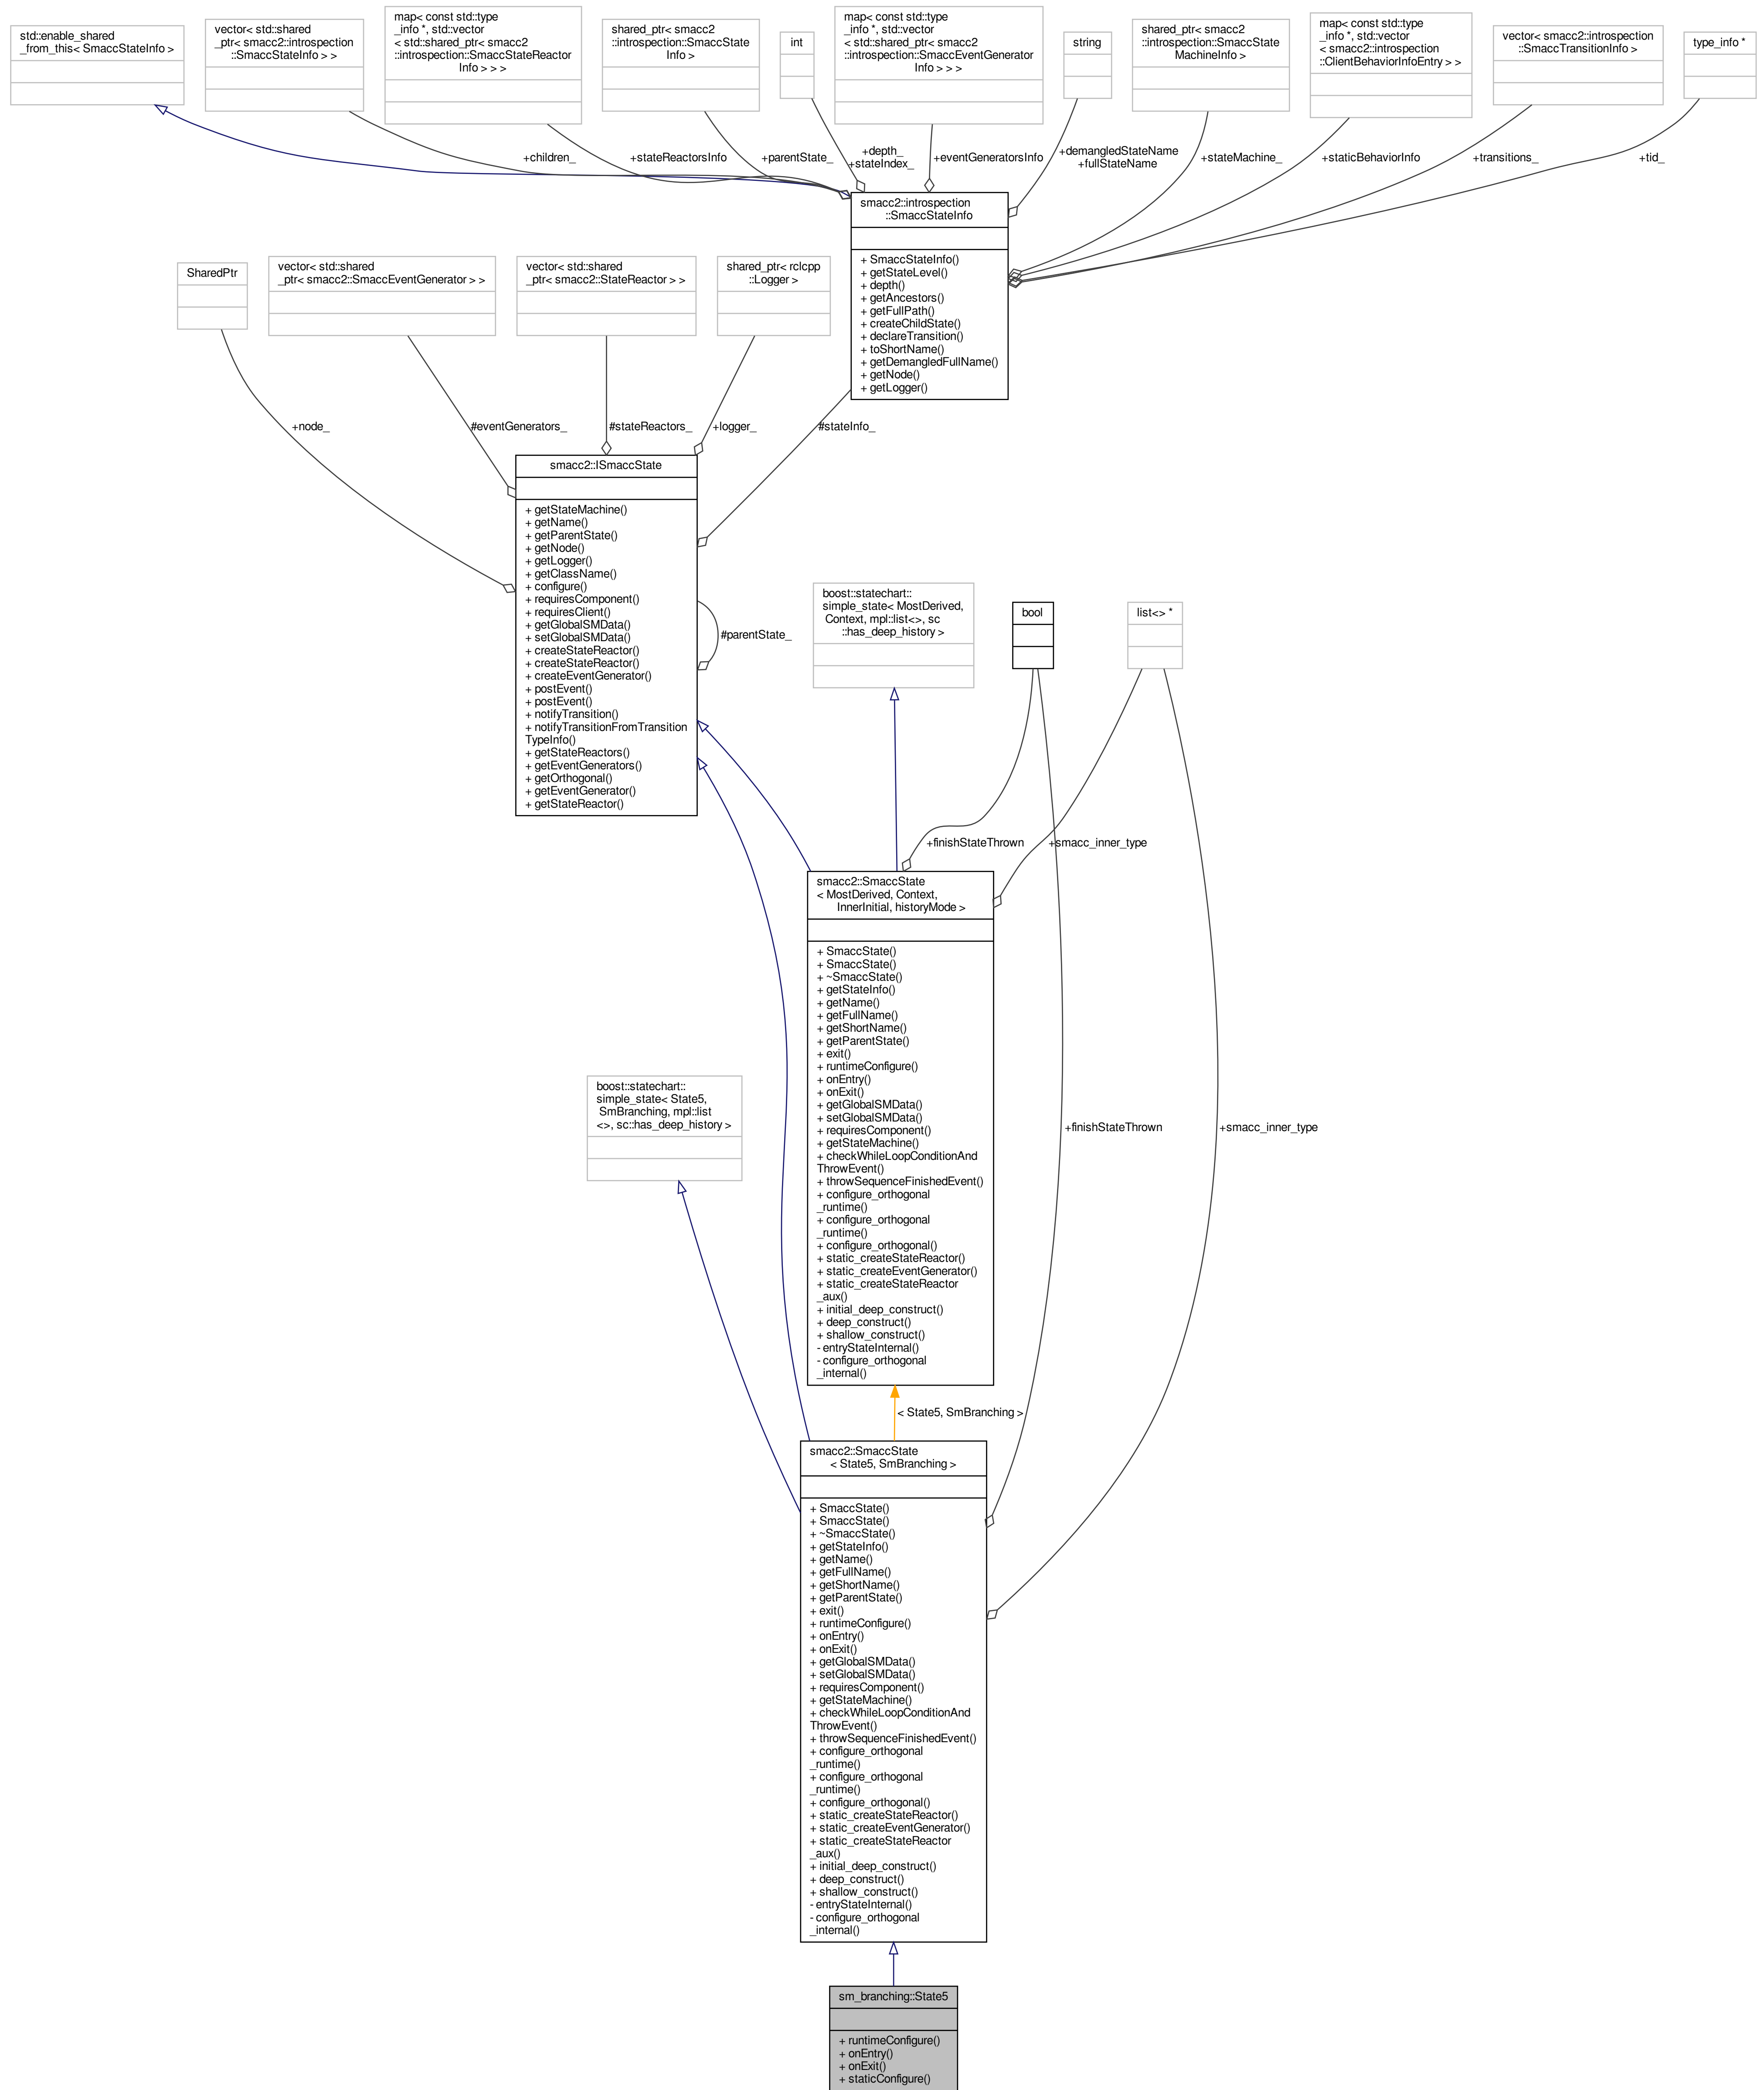 std::enable_shared
_from_this< SmaccStateInfo >
vector< std::shared
_ptr< smacc2::introspection
::SmaccStateInfo > >
map< const std::type
_info *, std::vector
< std::shared_ptr< smacc2
::introspection::SmaccStateReactor
Info > > >
shared_ptr< smacc2
::introspection::SmaccState
Info >
int
map< const std::type
_info *, std::vector
< std::shared_ptr< smacc2
::introspection::SmaccEventGenerator
Info > > >
string
shared_ptr< smacc2
::introspection::SmaccState
MachineInfo >
map< const std::type
_info *, std::vector
< smacc2::introspection
::ClientBehaviorInfoEntry > >
vector< smacc2::introspection
::SmaccTransitionInfo >
type_info *
+children_
+stateReactorsInfo
+parentState_
+depth_
+stateIndex_
+eventGeneratorsInfo
+demangledStateName
+fullStateName
+stateMachine_
+staticBehaviorInfo
+transitions_
+tid_
smacc2::introspection
::SmaccStateInfo
+ SmaccStateInfo()
+ getStateLevel()
+ depth()
+ getAncestors()
+ getFullPath()
+ createChildState()
+ declareTransition()
+ toShortName()
+ getDemangledFullName()
+ getNode()
+ getLogger()
SharedPtr
vector< std::shared
_ptr< smacc2::SmaccEventGenerator > >
vector< std::shared
_ptr< smacc2::StateReactor > >
shared_ptr< rclcpp
::Logger >
+node_
#eventGenerators_
#stateReactors_
+logger_
#stateInfo_
smacc2::ISmaccState
+ getStateMachine()
+ getName()
+ getParentState()
+ getNode()
+ getLogger()
+ getClassName()
+ configure()
+ requiresComponent()
+ requiresClient()
+ getGlobalSMData()
+ setGlobalSMData()
+ createStateReactor()
+ createStateReactor()
+ createEventGenerator()
+ postEvent()
+ postEvent()
+ notifyTransition()
+ notifyTransitionFromTransition
TypeInfo()
+ getStateReactors()
+ getEventGenerators()
+ getOrthogonal()
+ getEventGenerator()
+ getStateReactor()
#parentState_
boost::statechart::
simple_state< MostDerived,
Context, mpl::list<>, sc
::has_deep_history >
bool
list<> *
+finishStateThrown
+smacc_inner_type
smacc2::SmaccState
< MostDerived, Context,
InnerInitial, historyMode >
+ SmaccState()
+ SmaccState()
+ ~SmaccState()
+ getStateInfo()
+ getName()
+ getFullName()
+ getShortName()
+ getParentState()
+ exit()
+ runtimeConfigure()
+ onEntry()
+ onExit()
+ getGlobalSMData()
+ setGlobalSMData()
+ requiresComponent()
+ getStateMachine()
+ checkWhileLoopConditionAnd
ThrowEvent()
+ throwSequenceFinishedEvent()
+ configure_orthogonal
_runtime()
+ configure_orthogonal
_runtime()
+ configure_orthogonal()
+ static_createStateReactor()
+ static_createEventGenerator()
+ static_createStateReactor
_aux()
+ initial_deep_construct()
+ deep_construct()
+ shallow_construct()
- entryStateInternal()
- configure_orthogonal
_internal()
boost::statechart::
simple_state< State5,
SmBranching, mpl::list
<>, sc::has_deep_history >
+finishStateThrown
+smacc_inner_type
< State5, SmBranching >
smacc2::SmaccState
< State5, SmBranching >
+ SmaccState()
+ SmaccState()
+ ~SmaccState()
+ getStateInfo()
+ getName()
+ getFullName()
+ getShortName()
+ getParentState()
+ exit()
+ runtimeConfigure()
+ onEntry()
+ onExit()
+ getGlobalSMData()
+ setGlobalSMData()
+ requiresComponent()
+ getStateMachine()
+ checkWhileLoopConditionAnd
ThrowEvent()
+ throwSequenceFinishedEvent()
+ configure_orthogonal
_runtime()
+ configure_orthogonal
_runtime()
+ configure_orthogonal()
+ static_createStateReactor()
+ static_createEventGenerator()
+ static_createStateReactor
_aux()
+ initial_deep_construct()
+ deep_construct()
+ shallow_construct()
- entryStateInternal()
- configure_orthogonal
_internal()
sm_branching::State5
+ runtimeConfigure()
+ onEntry()
+ onExit()
+ staticConfigure()